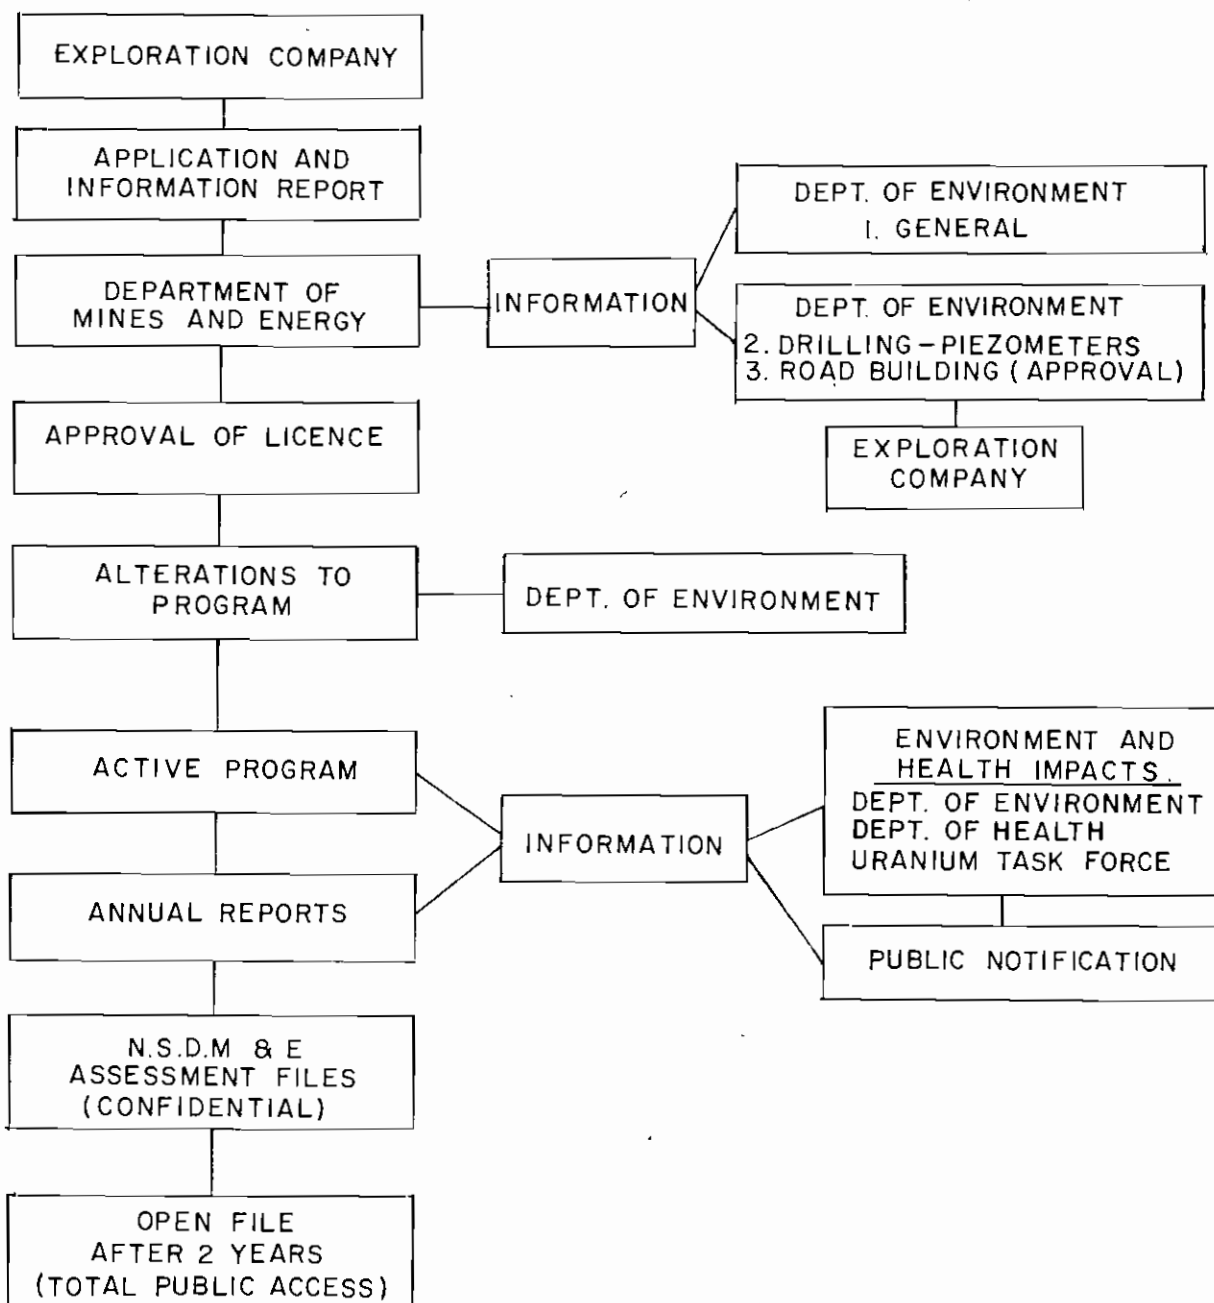 EXPLORATION COMPANY
APPLICATION AND
INFORMATION REPORT
DEPARTMENT OF
MINES AND ENERGY
INFORMATION
DEPT. OF ENVIRONMENT
1. GENERAL
DEPT. OF ENVIRONMENT
2. DRILLING-PIEZOMETERS
3. ROAD BUILDING (APPROVAL)
EXPLORATION
COMPANY
APPROVAL OF LICENCE
ALTERATIONS TO
PROGRAM
DEPT. OF ENVIRONMENT
ACTIVE PROGRAM
ANNUAL REPORTS
INFORMATION
ENVIRONMENT AND
HEALTH IMPACTS.
DEPT. OF ENVIRONMENT
DEPT. OF HEALTH
URANIUM TASK FORCE
PUBLIC NOTIFICATION
N.S.D.M & E
ASSESSMENT FILES
(CONFIDENTIAL)
OPEN FILE
AFTER 2 YEARS
(TOTAL PUBLIC ACCESS)